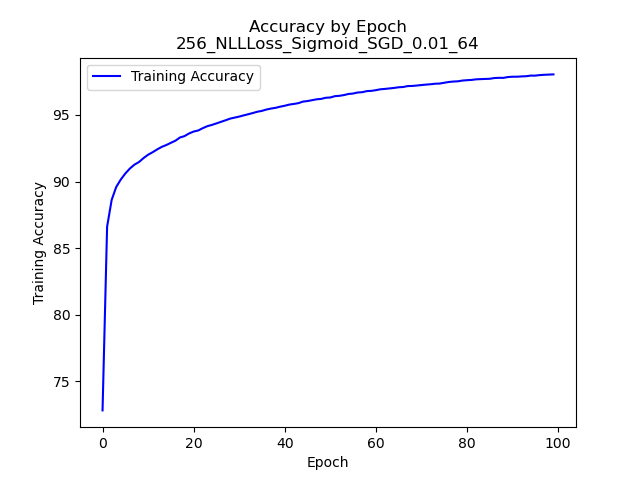 Accuracy by Epoch
256_NLLLoss_Sigmoid_SGD_0.01_64
Training Accuracy
Training Accuracy
95
90
85
80
75
0 20 40 60 80 100
Epoch